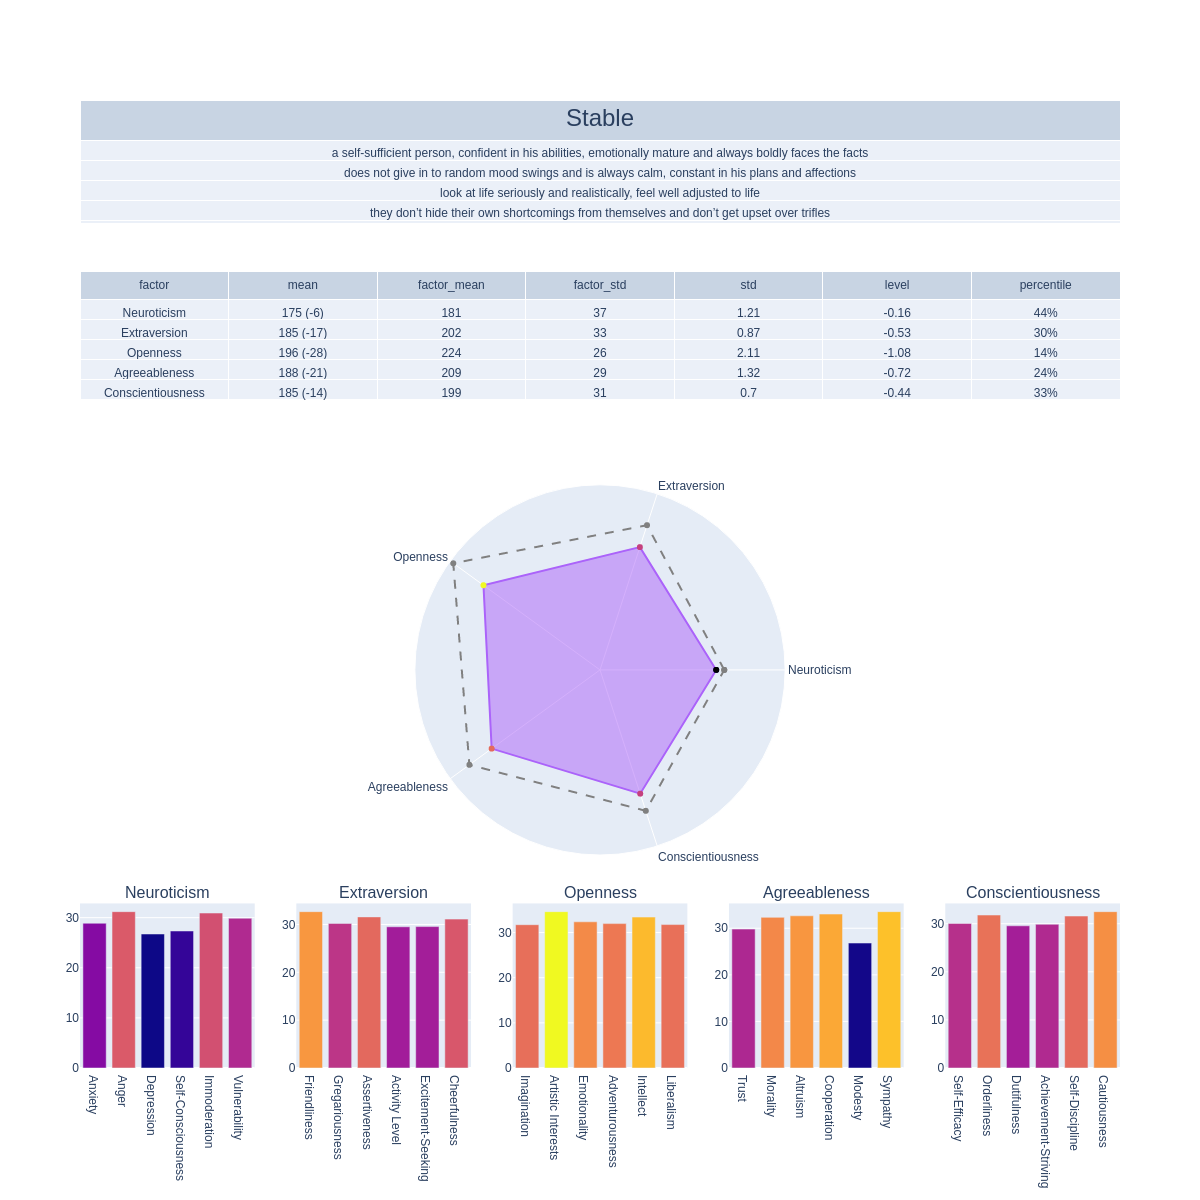 Stable
a self-sufficient person, confident in his abilities, emotionally mature and always boldly faces the facts
does not give in to random mood swings and is always calm, constant in his plans and affections
look at life seriously and realistically, feel well adjusted to life
they don’t hide their own shortcomings from themselves and don’t get upset over trifles
factor mean factor_mean factor_std std level percentile
Neuroticism 175 (-6) 181 37 1.21 -0.16 44%
Extraversion 185 (-17) 202 33 0.87 -0.53 30%
Openness 196 (-28) 224 26 2.11 -1.08 14%
Agreeableness 188 (-21) 209 29 1.32 -0.72 24%
Conscientiousness 185 (-14) 199 31 0.7 -0.44 33%
Extraversion
Openness
Neuroticism
Agreeableness
Conscientiousness
Neuroticism
30
20
10
0
Anxiety
Anger
Depression
Self-Consciousness
Immoderation
Vulnerability
Extraversion
30
20
10
0
Friendliness
Gregariousness
Assertiveness
Activity Level
Excitement-Seeking
Cheerfulness
Openness
30
20
10
0
Imagination
Artistic Interests
Emotionality
Adventurousness
Intellect
Liberalism
Agreeableness
30
20
10
0
Trust
Morality
Altruism
Cooperation
Modesty
Sympathy
Conscientiousness
30
20
10
0
Self-Efficacy
Orderliness
Dutifulness
Achievement-Striving
Self-Discipline
Cautiousness